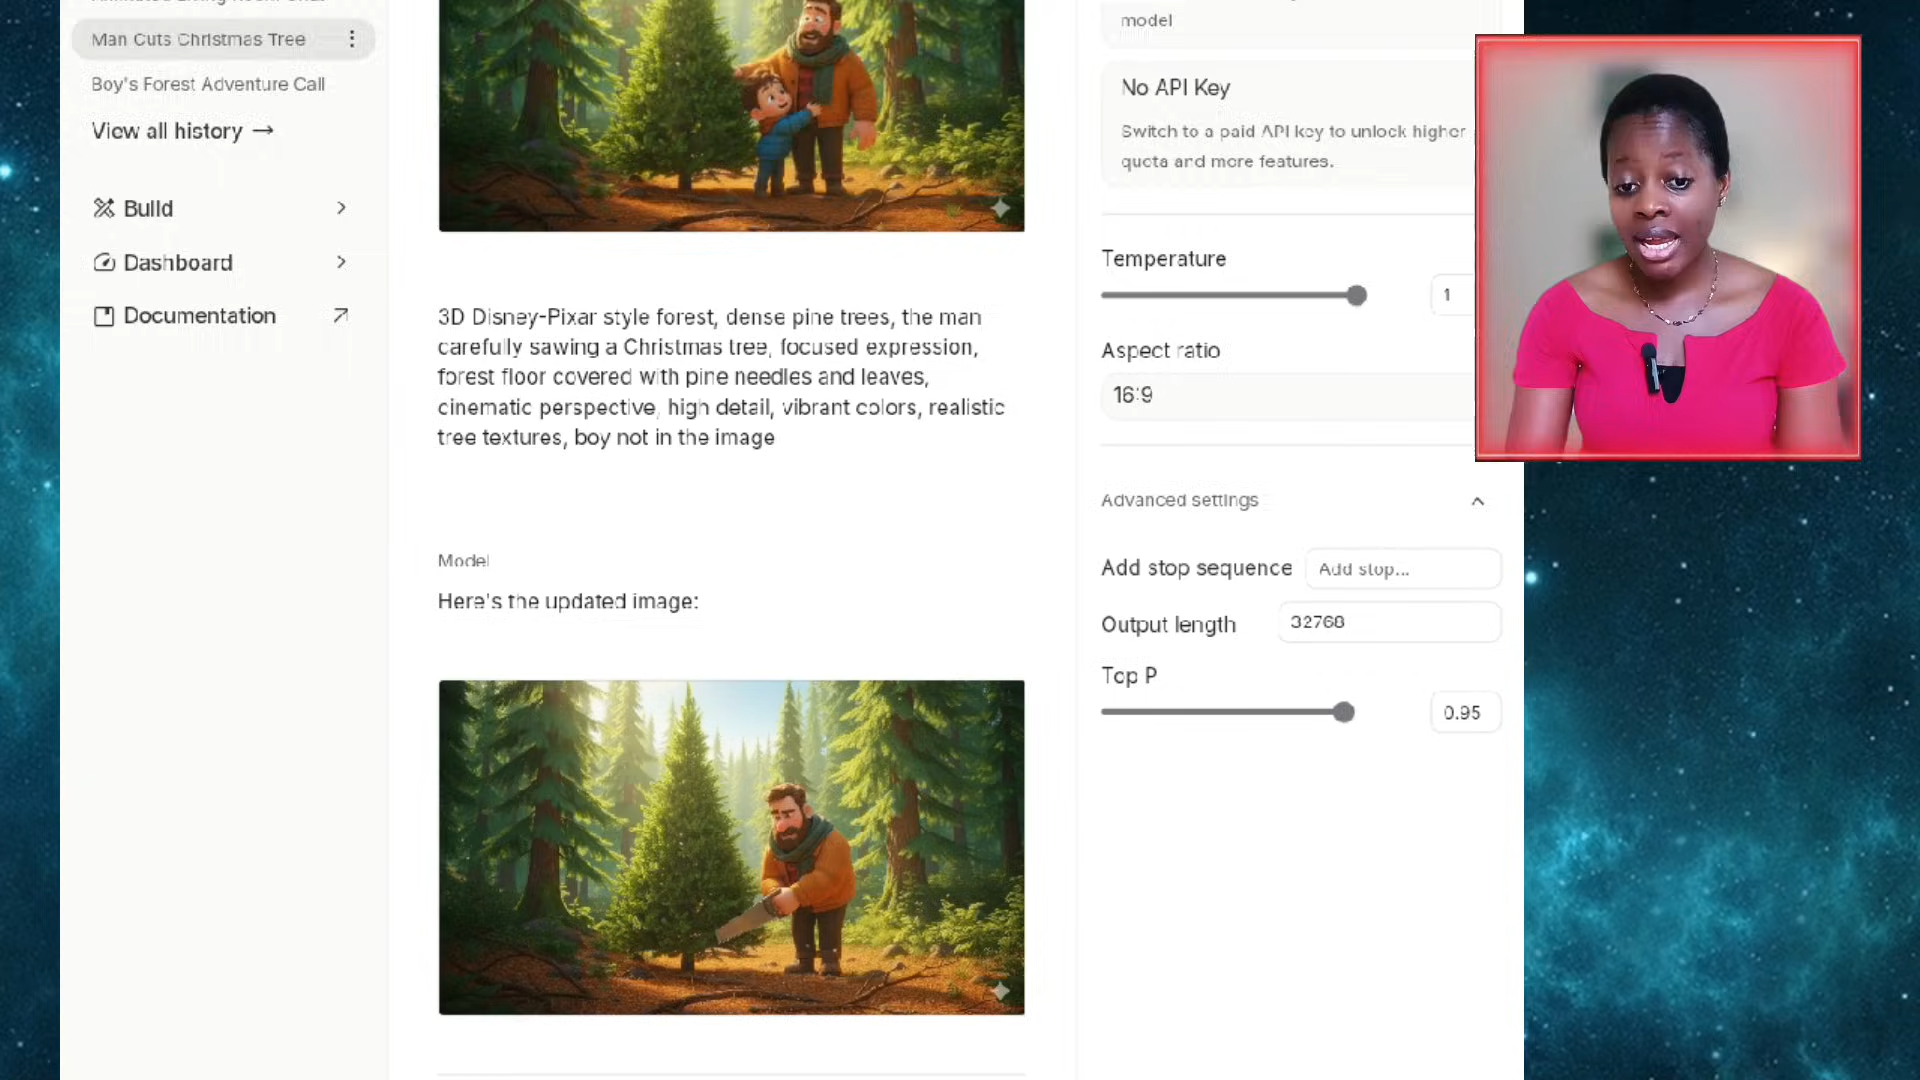 Man Cuts Christmas Tree
Boy's Forest Adventure Call
View all history →
Build
Dashboard
Documentation
3D Disney-Pixar style forest, dense pine trees, the man
carefully sawing a Christmas tree, focused expression,
forest floor covered with pine needles and leaves,
cinematic perspective, high detail, vibrant colors, realistic
tree textures, boy not in the image
Model
Here's the updated image:
model
No API Key
Switch to a paid API key to unlock higher
quota and more features.
Temperature
1
Aspect ratio
16:9
Advanced settings
Add stop sequence Add stop...
Output length 32768
Top P
0.95